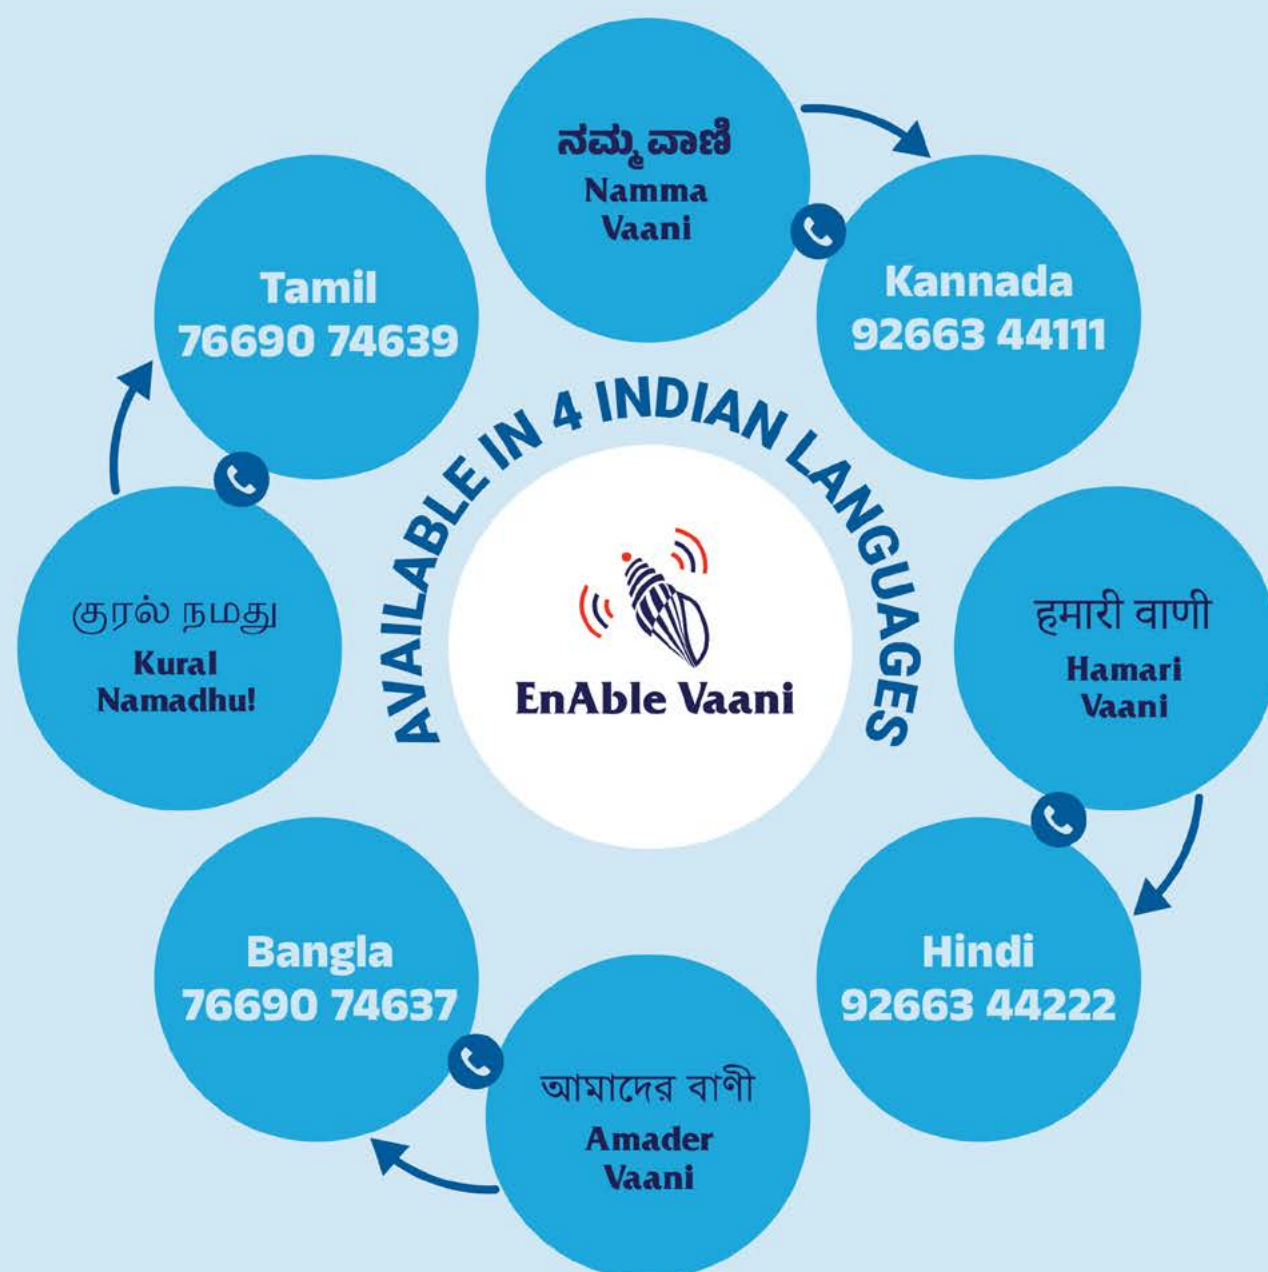 ನಮ್ಮ ವಾಣಿ
Namma
Vaani
Kannada
92663 44111
हमारी वाणी
Hamari
Vaani
Hindi
92663 44222
আমাদের বাণী
Amader
Vaani
Bangla
76690 74637
குரல் நமது
Kural
Namadhu!
Tamil
76690 74639
AVAILABLE IN 4 INDIAN LANGUAGES
EnAble Vaani